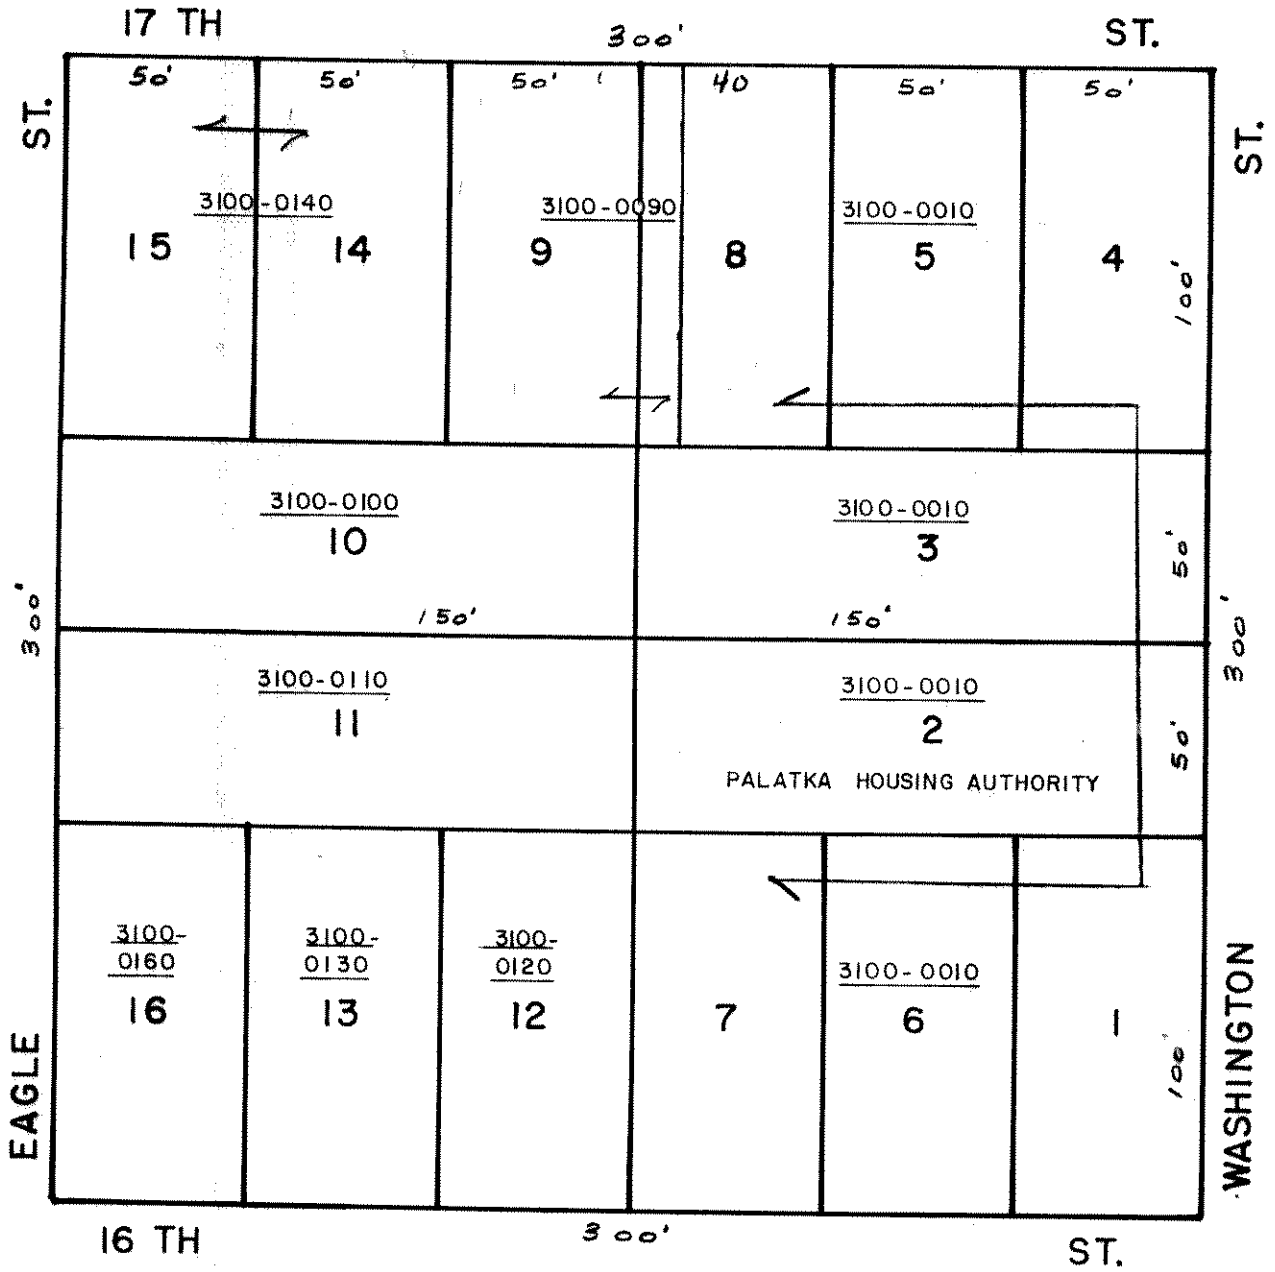 17 TH 300' ST.
50' 50' 50' 40 50' 50'
ST.
ST.
3100-0140 3100-0090 3100-0010
15 14 9 8 5 4
100'
3100-0100 3100-0010
10 3
50'
300'
150' 150'
300'
3100-0110 3100-0010
11 2
50'
PALATKA HOUSING AUTHORITY
3100-
0160
16
3100-
0130
13
3100-
0120
12
7
3100-0010
6
1
100'
EAGLE
WASHINGTON
16 TH 300' ST.